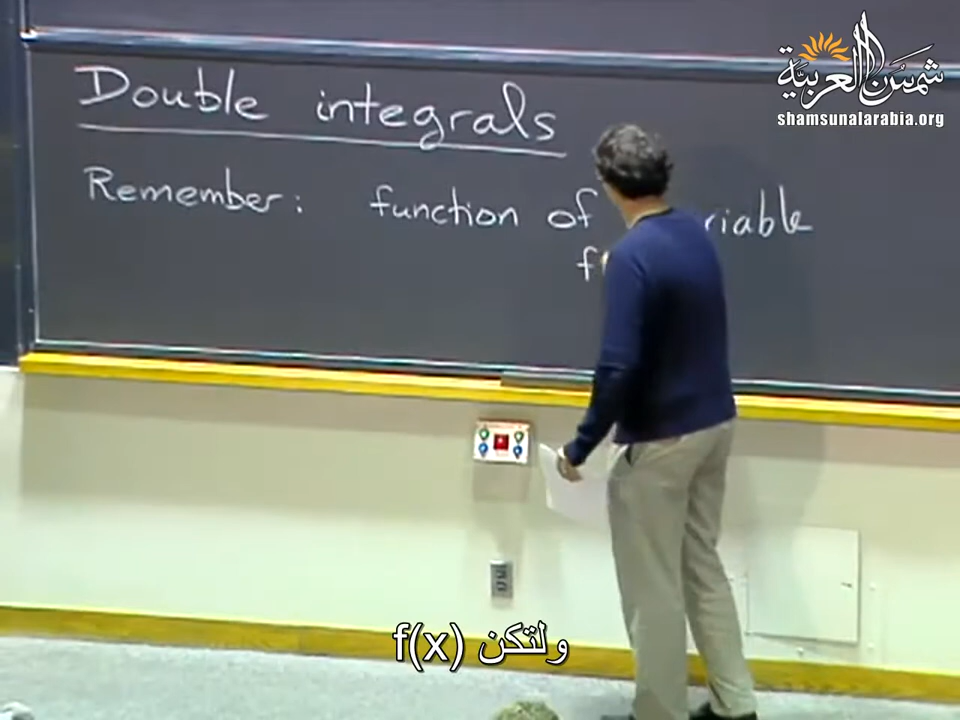 شمس العربية
shamsunalarabia.org
Double integrals
Remember: function of riable
f
ولتكن f(x)